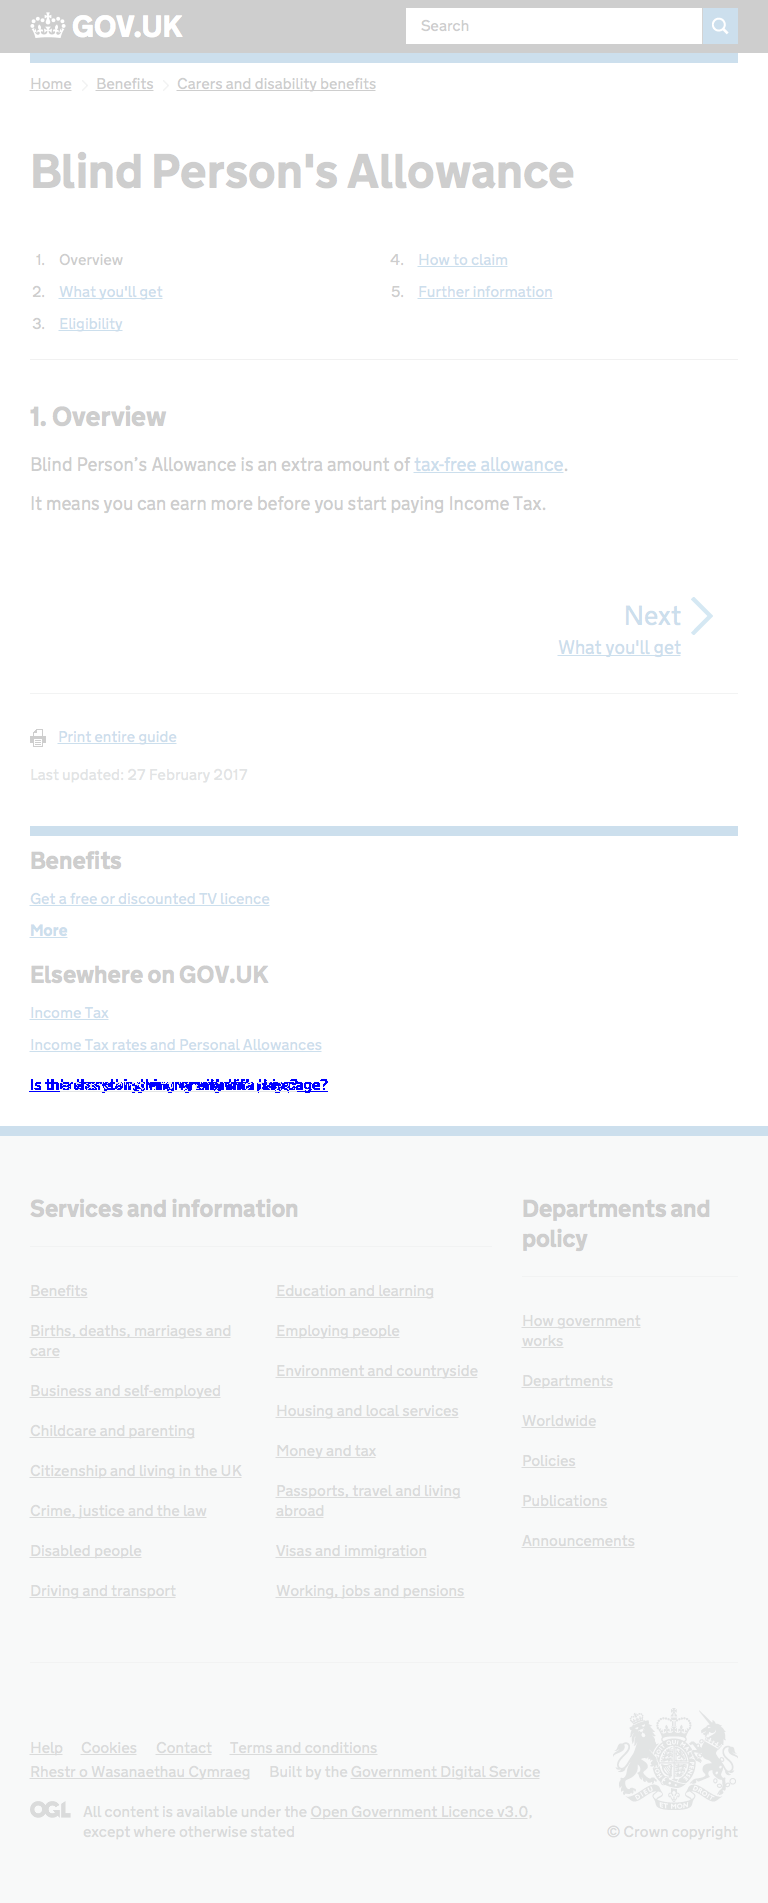 GOV.UK
Search
Home
Benefits
Carers and disability benefits
Blind Person's Allowance
1. Overview
2. What you'll get
3. Eligibility
4. How to claim
5. Further information
1. Overview
Blind Person’s Allowance is an extra amount of tax-free allowance.
It means you can earn more before you start paying Income Tax.
Next
What you'll get
Print entire guide
Last updated: 27 February 2017
Benefits
Get a free or discounted TV licence
More
Elsewhere on GOV.UK
Income Tax
Income Tax rates and Personal Allowances
Services and information
Benefits
Births, deaths, marriages and
care
Business and self-employed
Childcare and parenting
Citizenship and living in the UK
Crime, justice and the law
Disabled people
Driving and transport
Education and learning
Employing people
Environment and countryside
Housing and local services
Money and tax
Passports, travel and living
abroad
Visas and immigration
Working, jobs and pensions
Departments and
policy
How government
works
Departments
Worldwide
Policies
Publications
Announcements
Help
Cookies
Contact
Terms and conditions
Rhestr o Wasanaethau Cymraeg
Built by the Government Digital Service
OGL
All content is available under the Open Government Licence v3.0,
except where otherwise stated
© Crown copyright